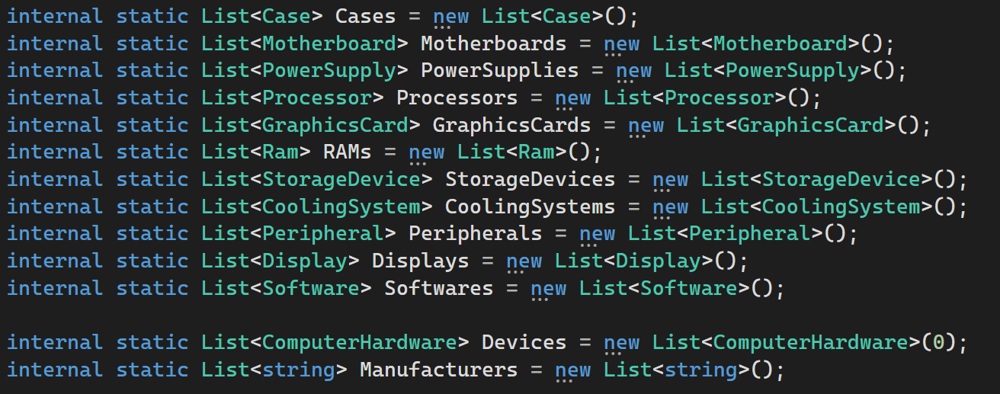 internal static List<Case> Cases = new List<Case>();
internal static List<Motherboard> Motherboards = new List<Motherboard>();
internal static List<PowerSupply> PowerSupplies = new List<PowerSupply>();
internal static List<Processor> Processors = new List<Processor>();
internal static List<GraphicsCard> GraphicsCards = new List<GraphicsCard>();
internal static List<Ram> RAMs = new List<Ram>();
internal static List<StorageDevice> StorageDevices = new List<StorageDevice>();
internal static List<CoolingSystem> CoolingSystems = new List<CoolingSystem>();
internal static List<Peripheral> Peripherals = new List<Peripheral>();
internal static List<Display> Displays = new List<Display>();
internal static List<Software> Softwares = new List<Software>();
internal static List<ComputerHardware> Devices = new List<ComputerHardware>(0);
internal static List<string> Manufacturers = new List<string>();